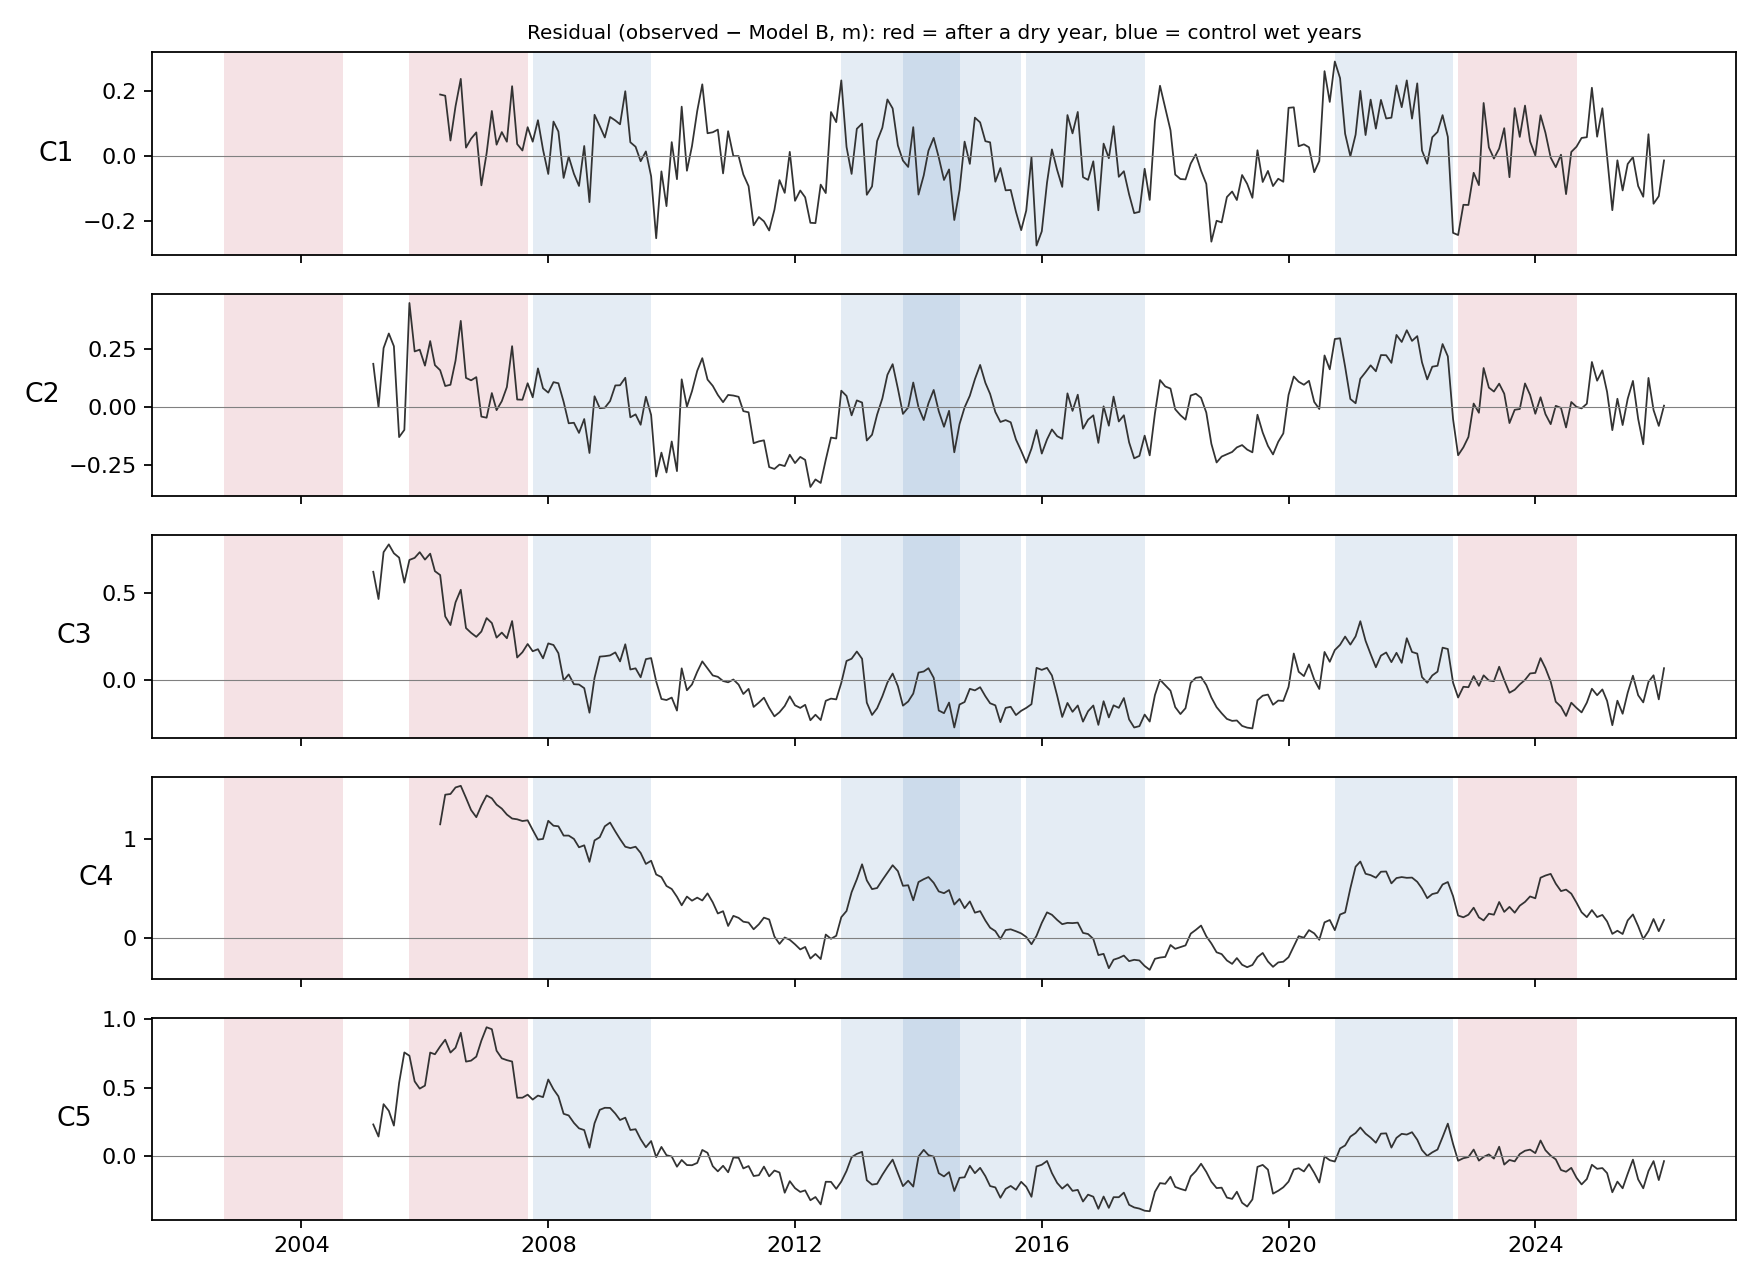 Residual (observed − Model B, m): red = after a dry year, blue = control wet years
C1
0.2
0.0
−0.2
C2
0.25
0.00
−0.25
C3
0.5
0.0
C4
1
0
C5
1.0
0.5
0.0
2004 2008 2012 2016 2020 2024